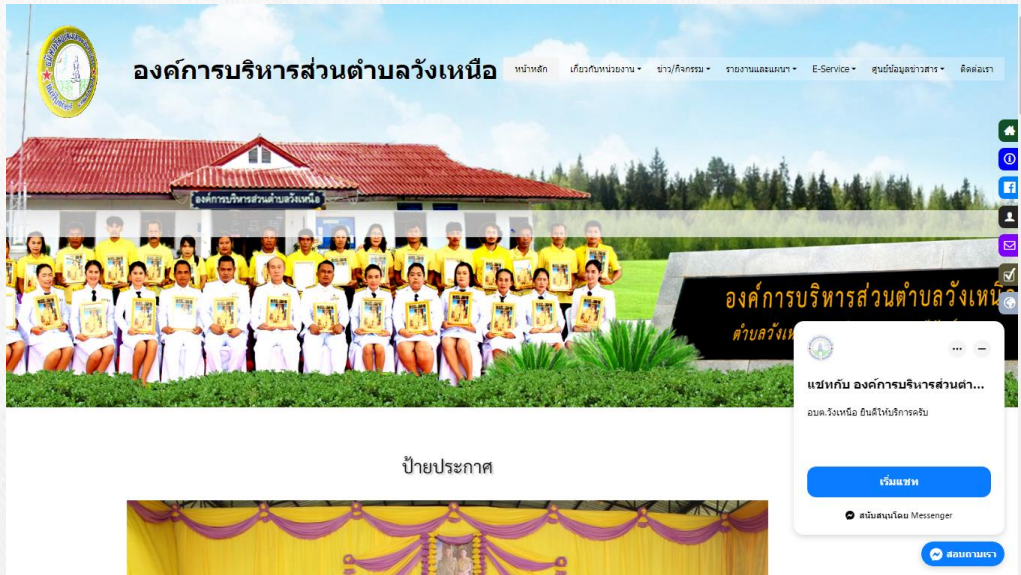 องค์การบริหารส่วนตำบลวังเหนือ
หน้าหลัก เกี่ยวกับหน่วยงาน ข่าว/กิจกรรม รายงานและแผนฯ E-Service ศูนย์ข้อมูลข่าวสาร ติดต่อเรา
องค์การบริหารส่วนตำบลวังเหนือ
องค์การบริหารส่วนตำบลวังเหนือ
ตำบลวังเห
แชทกับ องค์การบริหารส่วนตำ...
อบต.วังเหนือ ยินดีให้บริการครับ
เริ่มแชท
สนับสนุนโดย Messenger
สอบถามเรา
ป้ายประกาศ